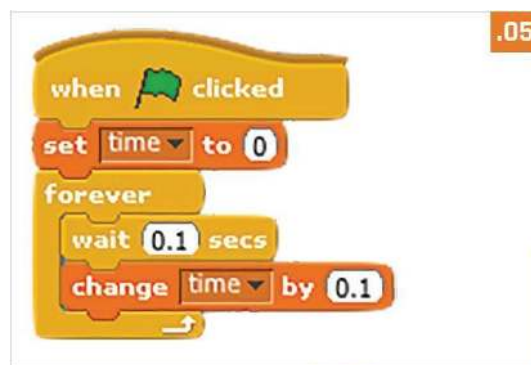 .05
when clicked
set time to 0
forever
wait 0.1 secs
change time by 0.1